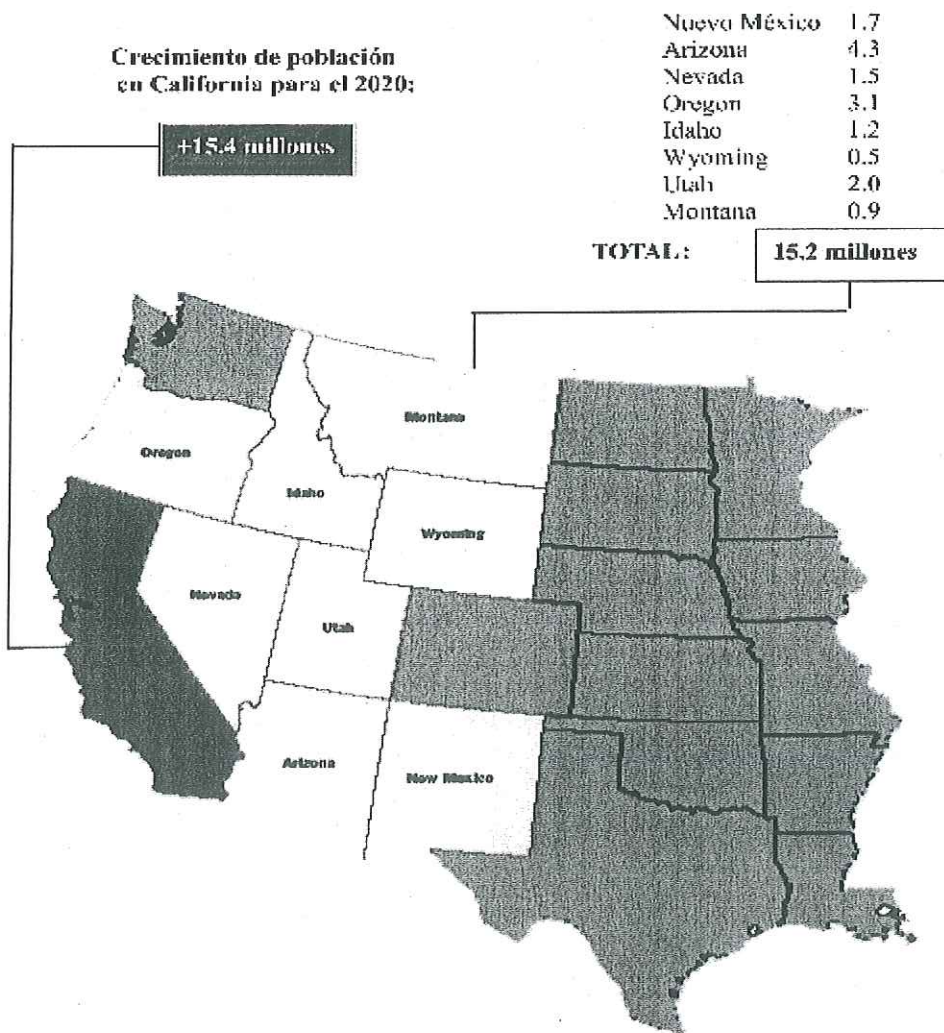 Crecimiento de población
en California para el 2020:
+15.4 millones
Nuevo México 1.7
Arizona 4.3
Nevada 1.5
Oregon 3.1
Idaho 1.2
Wyoming 0.5
Utah 2.0
Montana 0.9
TOTAL: 15.2 millones
Montana
Oregon
Idaho
Wyoming
Nevada
Utah
Arizona
New Mexico